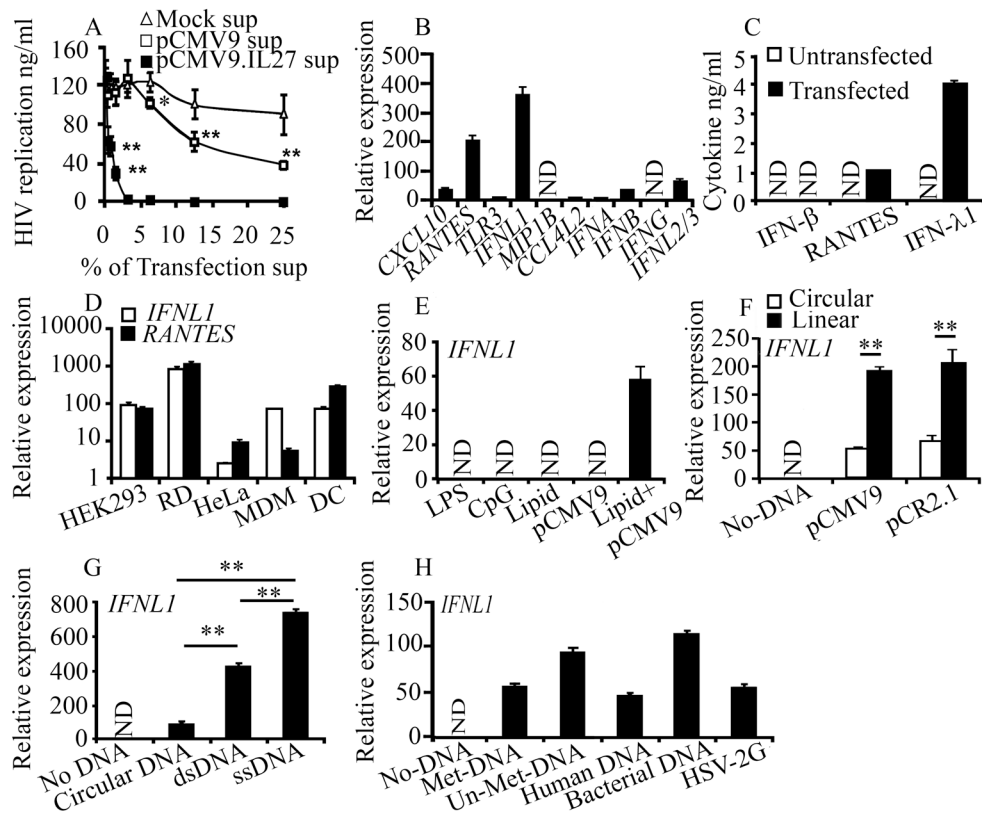 A
Mock sup
pCMV9 sup
pCMV9.IL27 sup
HIV replication ng/ml
160
120
80
40
0
*
**
**
**
**
0 5 10 15 20 25
% of Transfection sup
B
Relative expression
500
400
300
200
100
0
ND
ND
CXCL10
RANTES
TLR3
IFNL1
MIP1B
CCL4L2
IFNA
IFNB
IFNG
IFNL2/3
C
Untransfected
Transfected
Cytokine ng/ml
5
4
3
2
1
0
ND
ND
ND
ND
IFN-β
RANTES
IFN-λ1
D
IFNL1
RANTES
Relative expression
10000
1000
100
10
1
HEK293
RD
HeLa
MDM
DC
E
IFNL1
Relative expression
80
60
40
20
0
ND
ND
ND
ND
LPS
CpG
Lipid
pCMV9
Lipid+
pCMV9
F
Circular
Linear
IFNL1
Relative expression
250
200
150
100
50
0
**
**
ND
No-DNA
pCMV9
pCR2.1
G
IFNL1
Relative expression
800
600
400
200
0
**
**
**
ND
No DNA
Circular DNA
dsDNA
ssDNA
H
IFNL1
Relative expression
150
100
50
0
ND
No-DNA
Met-DNA
Un-Met-DNA
Human DNA
Bacterial DNA
HSV-2G